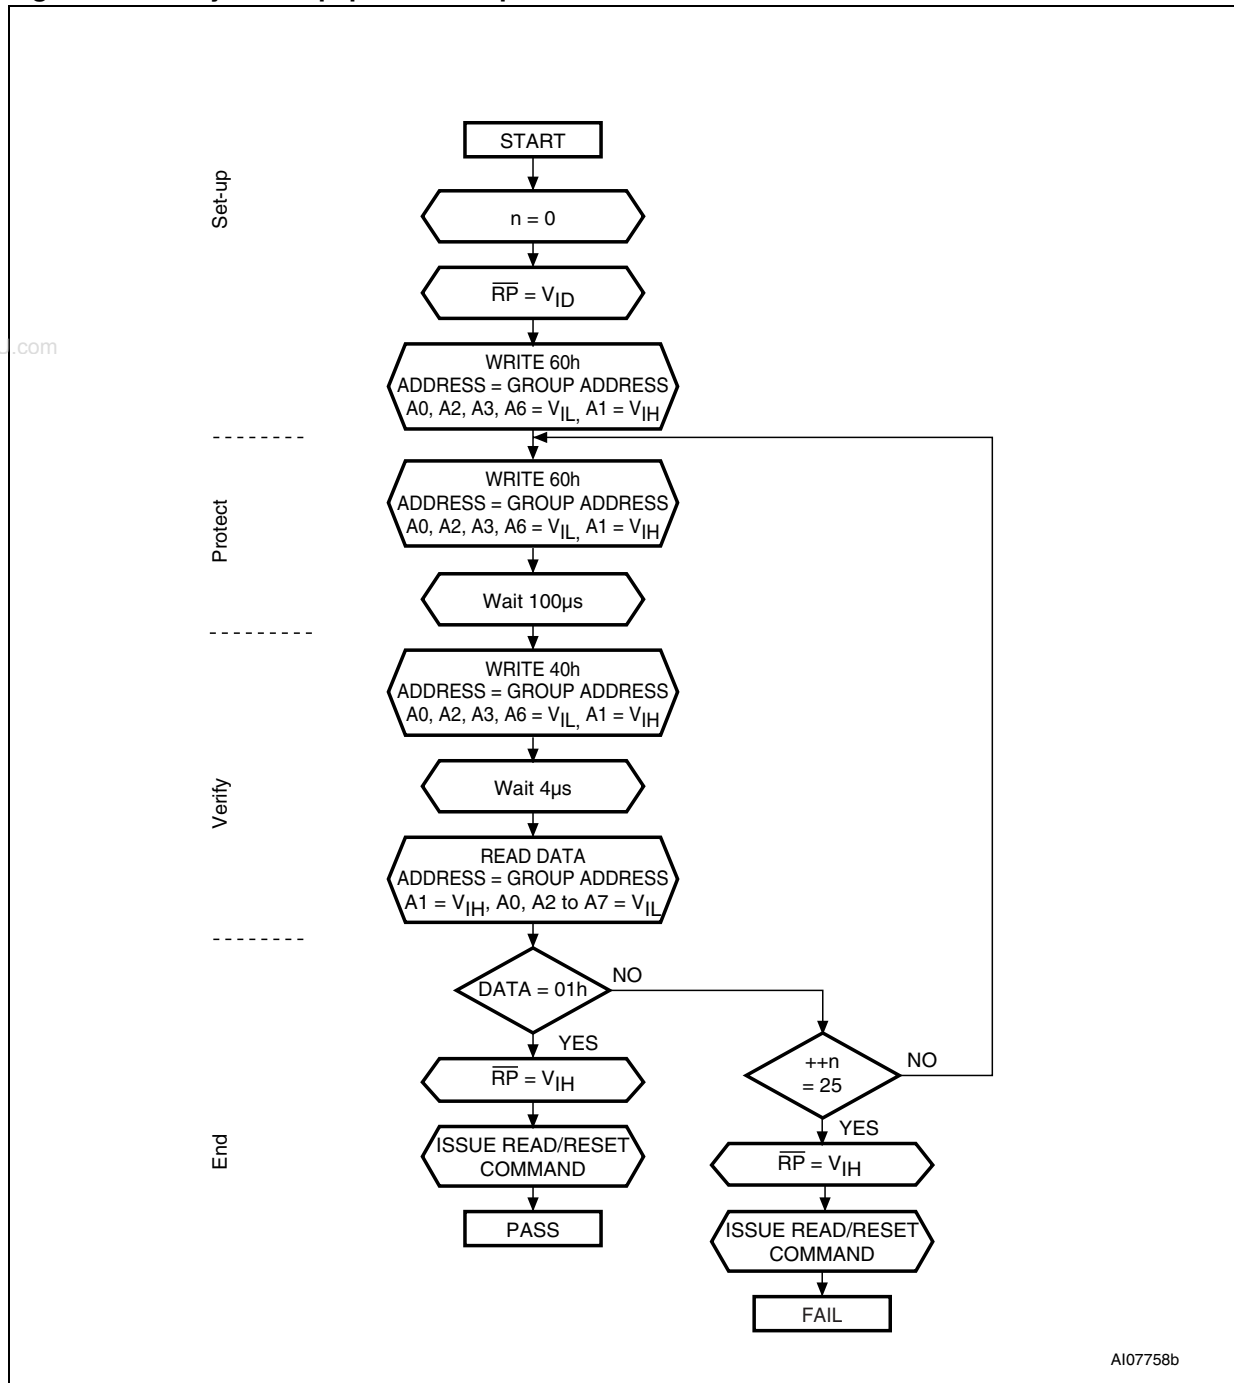 START
Set-up
n = 0
RP = VID
J.com
WRITE 60h
ADDRESS = GROUP ADDRESS
A0, A2, A3, A6 = VIL, A1 = VIH
Protect
WRITE 60h
ADDRESS = GROUP ADDRESS
A0, A2, A3, A6 = VIL, A1 = VIH
Wait 100µs
WRITE 40h
ADDRESS = GROUP ADDRESS
A0, A2, A3, A6 = VIL, A1 = VIH
Verify
Wait 4µs
READ DATA
ADDRESS = GROUP ADDRESS
A1 = VIH, A0, A2 to A7 = VIL
DATA = 01h
NO
YES
++n
= 25
NO
YES
End
RP = VIH
ISSUE READ/RESET
COMMAND
PASS
RP = VIH
ISSUE READ/RESET
COMMAND
FAIL
AI07758b